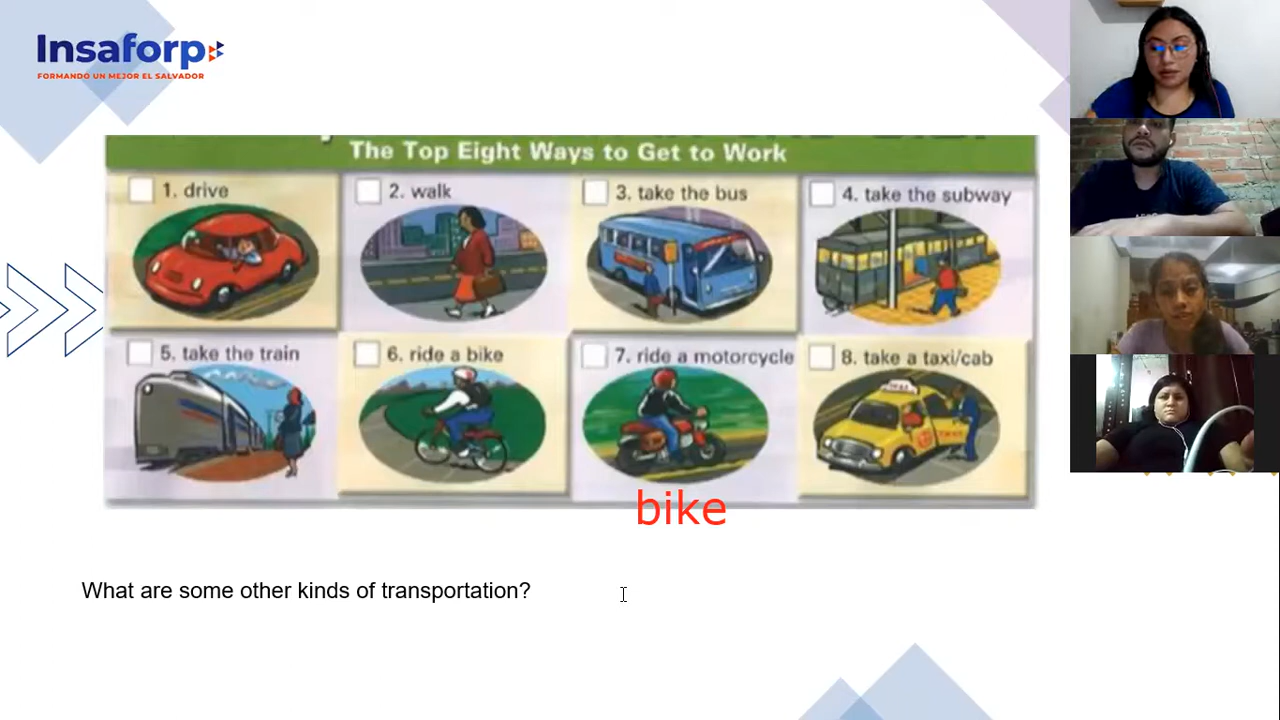 Insaforp
FORMANDO UN MEJOR EL SALVADOR
The Top Eight Ways to Get to Work
1. drive
2. walk
3. take the bus
4. take the subway
5. take the train
6. ride a bike
7. ride a motorcycle
8. take a taxi/cab
bike
What are some other kinds of transportation?